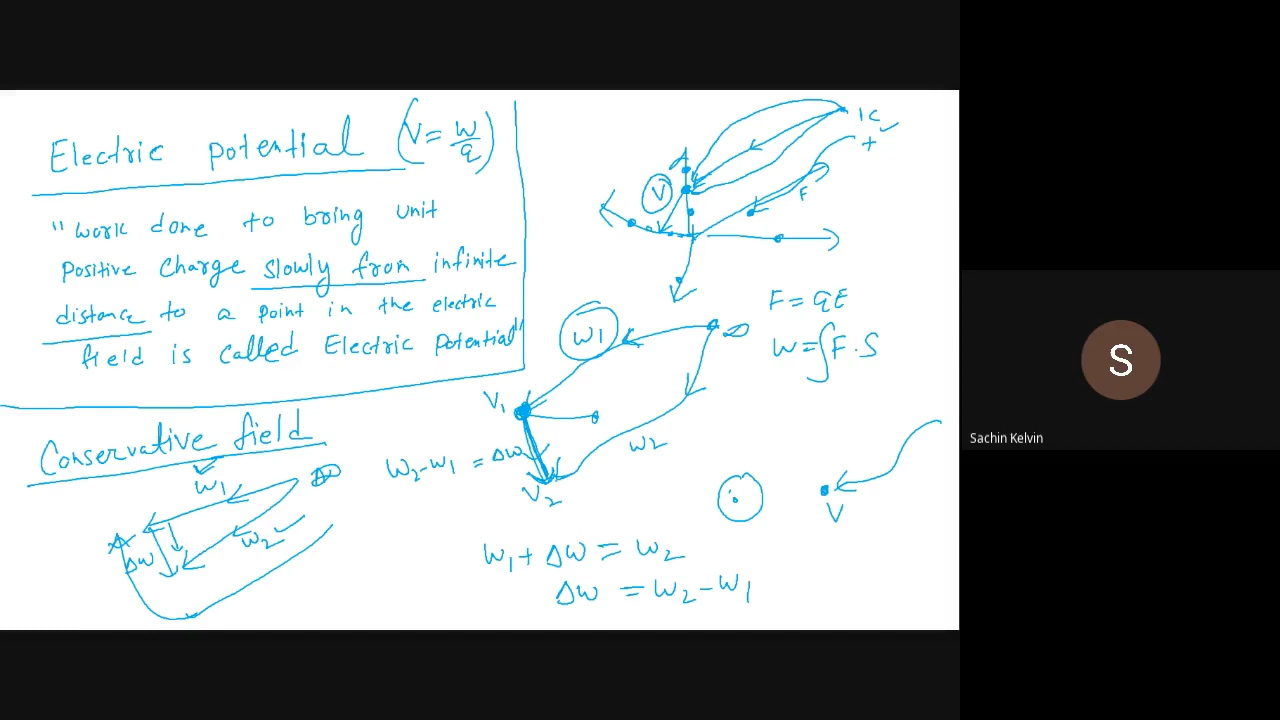 Electric potential (V = W/q)
"Work done to bring unit
Positive Charge slowly from infinite
distance to a point in the electric
field is called Electric Potential"
Conservative field
W1
W2
ΔW
1C
+
V
F
F = qE
W = ∫F.S
W1
∞
V1
W2
W2-W1 = ΔW
V2
V
W1 + ΔW = W2
ΔW = W2 - W1
S
Sachin Kelvin